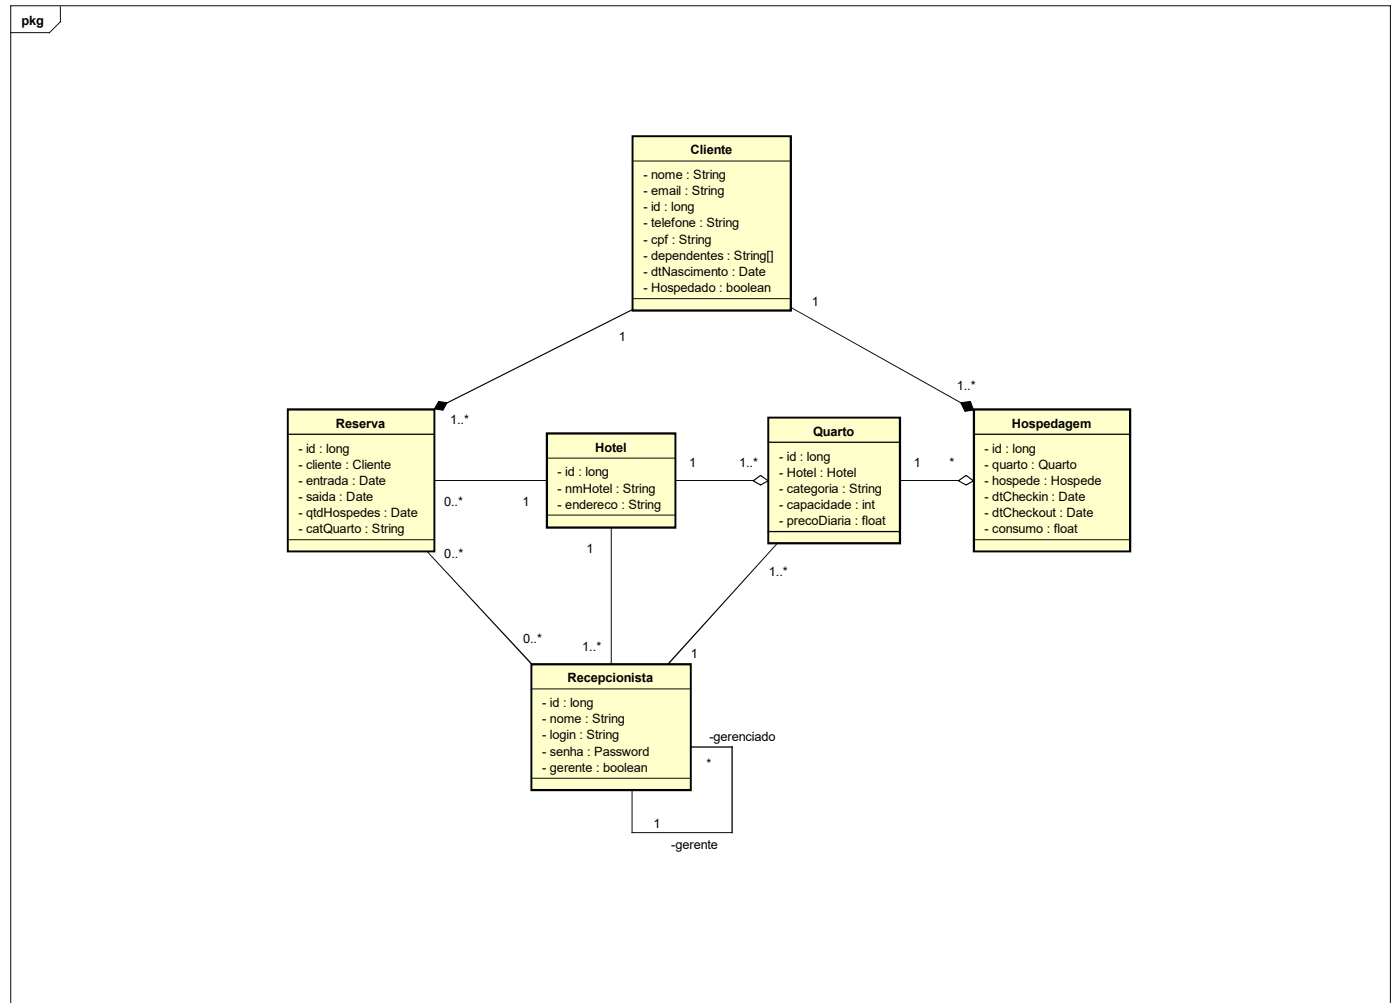 pkg
Cliente
- nome : String
- email : String
- id : long
- telefone : String
- cpf : String
- dependentes : String[]
- dtNascimento : Date
- Hospedado : boolean
1
1
1..*
1..*
Reserva
- id : long
- cliente : Cliente
- entrada : Date
- saida : Date
- qtdHospedes : Date
- catQuarto : String
0..*
1
Hotel
- id : long
- nmHotel : String
- endereco : String
1
1..*
Quarto
- id : long
- Hotel : Hotel
- categoria : String
- capacidade : int
- precoDiaria : float
1
*
Hospedagem
- id : long
- quarto : Quarto
- hospede : Hospede
- dtCheckin : Date
- dtCheckout : Date
- consumo : float
0..*
1
1..*
0..*
1..*
1
Recepcionista
- id : long
- nome : String
- login : String
- senha : Password
- gerente : boolean
-gerenciado
*
1
-gerente